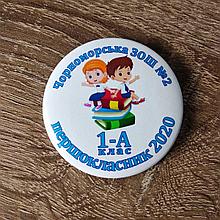 Чорноморська ЗОШ №2
1-А
клас
першокласник 2020